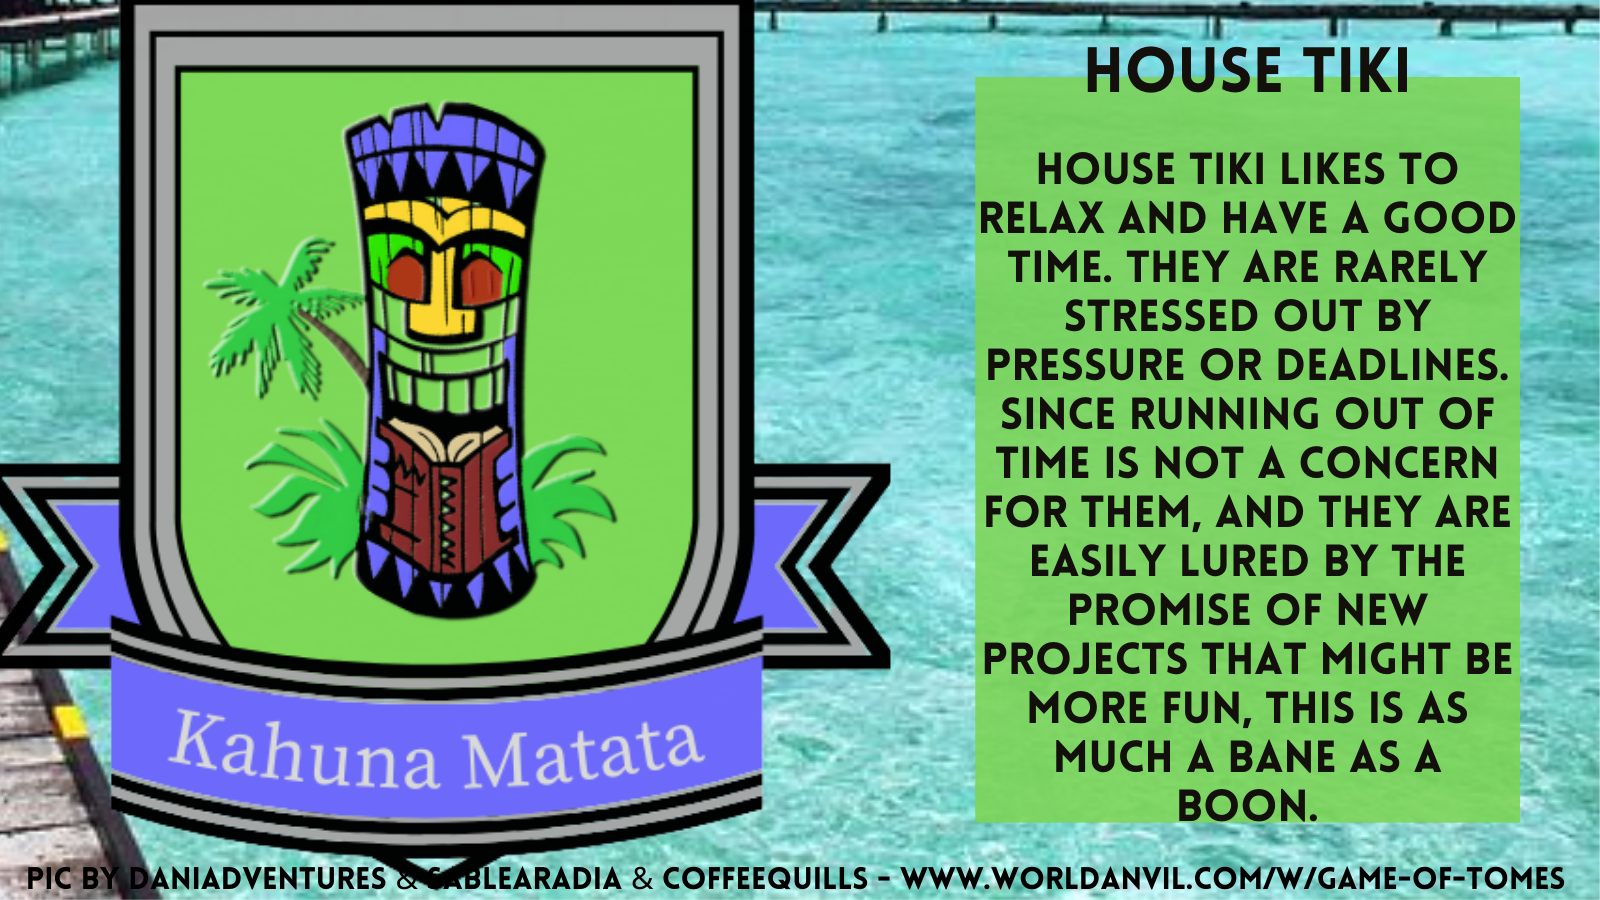 HOUSE TIKI
HOUSE TIKI LIKES TO
RELAX AND HAVE A GOOD
TIME. THEY ARE RARELY
STRESSED OUT BY
PRESSURE OR DEADLINES.
SINCE RUNNING OUT OF
TIME IS NOT A CONCERN
FOR THEM, AND THEY ARE
EASILY LURED BY THE
PROMISE OF NEW
PROJECTS THAT MIGHT BE
MORE FUN, THIS IS AS
MUCH A BANE AS A
BOON.
Kahuna Matata
PIC BY DANIADVENTURES & SABLEARADIA & COFFEEQUILLS - WWW.WORLDANVIL.COM/W/GAME-OF-TOMES